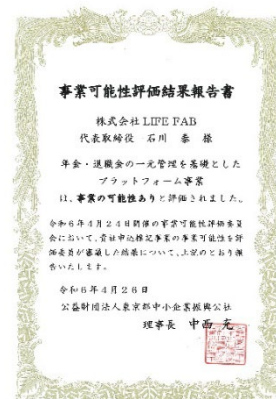 事業可能性評価結果報告書
株式会社 LIFE FAB
代表取締役 石川 泰 様
年金・退職金の一元管理を基礎とした
プラットフォーム事業
は、事業の可能性ありと評価されました。
令和6年4月24日開催の事業可能性評価委員
会において、貴社申込標記事業の事業可能性を評
価委員が審議した結果について、上記のとおり報
告いたします。
令和6年4月26日
公益財団法人東京都中小企業振興公社
理事長 中西 充